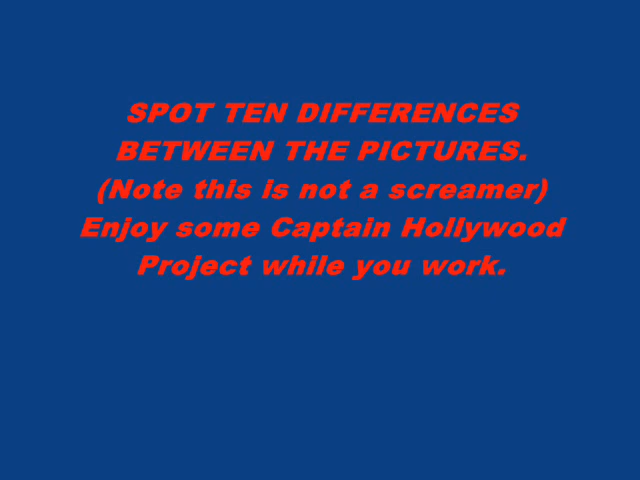 SPOT TEN DIFFERENCES
BETWEEN THE PICTURES.
(Note this is not a screamer)
Enjoy some Captain Hollywood
Project while you work.